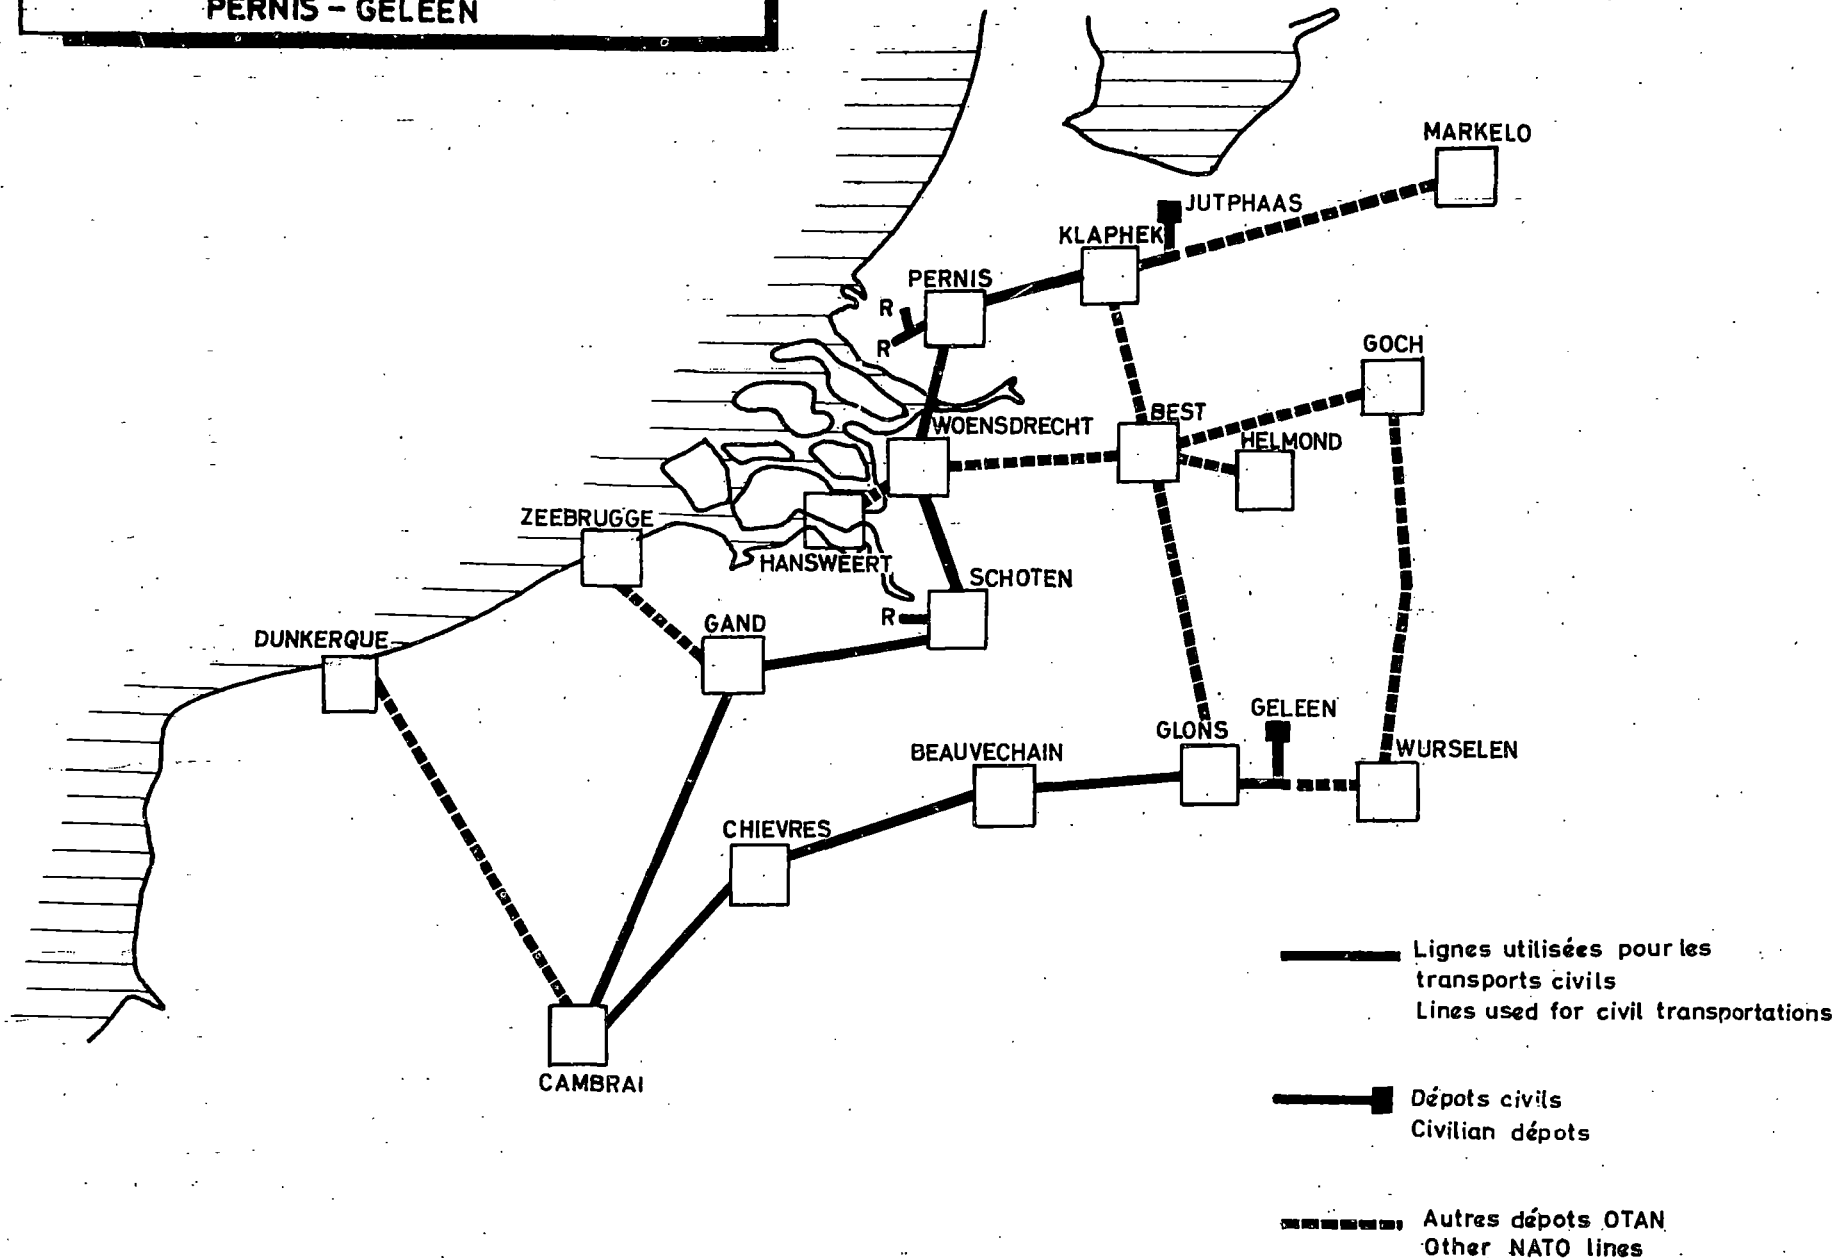 PERNIS - GELEEN
MARKELO
JUTPHAAS
KLAPHEK
PERNIS
R
R
GOCH
BEST
WOENSDRECHT
HELMOND
ZEEBRUGGE
HANSWEERT
SCHOTEN
R
GAND
DUNKERQUE
GELEEN
GLONS
WURSELEN
BEAUVECHAIN
CHIEVRES
CAMBRAI
Lignes utilisées pour les
transports civils
Lines used for civil transportations
Dépots civils
Civilian dépots
Autres dépots OTAN
Other NATO lines